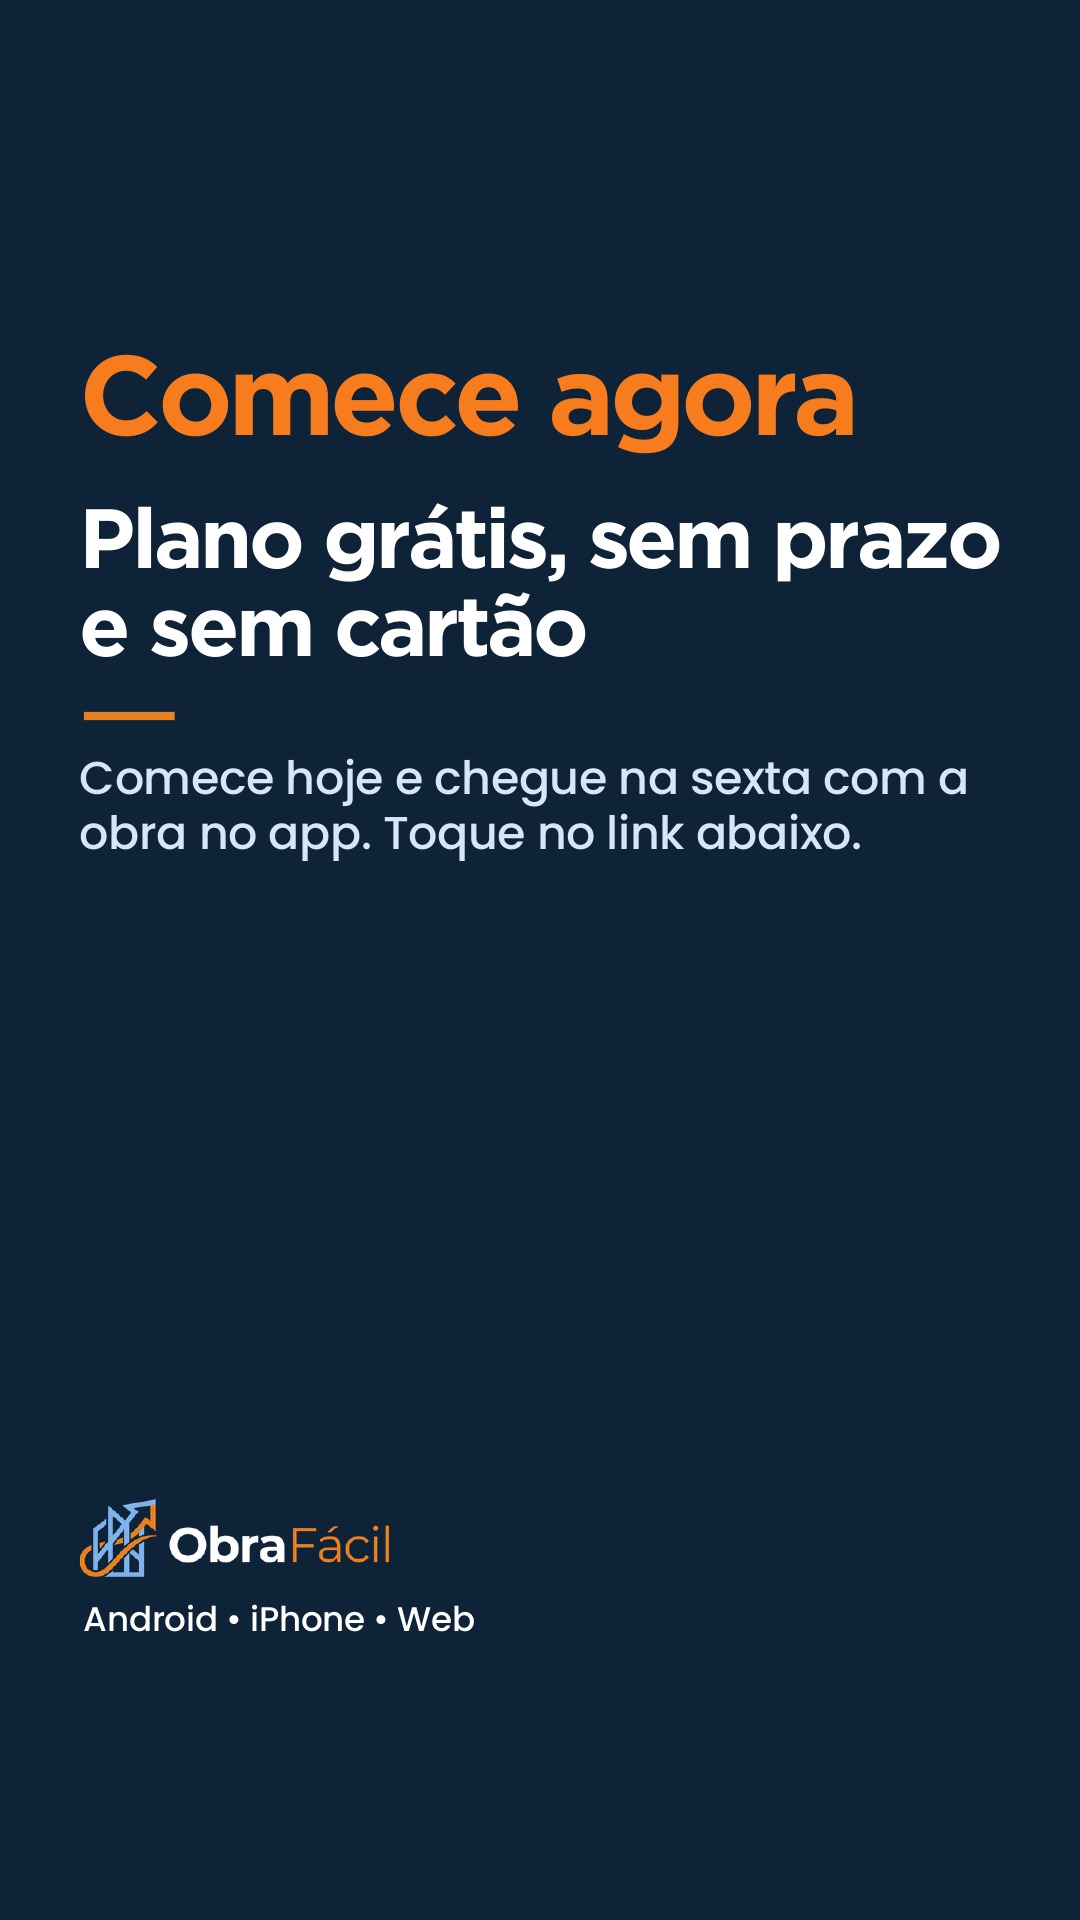 Comece agora
Plano grátis, sem prazo
e sem cartão
Comece hoje e chegue na sexta com a
obra no app. Toque no link abaixo.
ObraFácil
Android • iPhone • Web